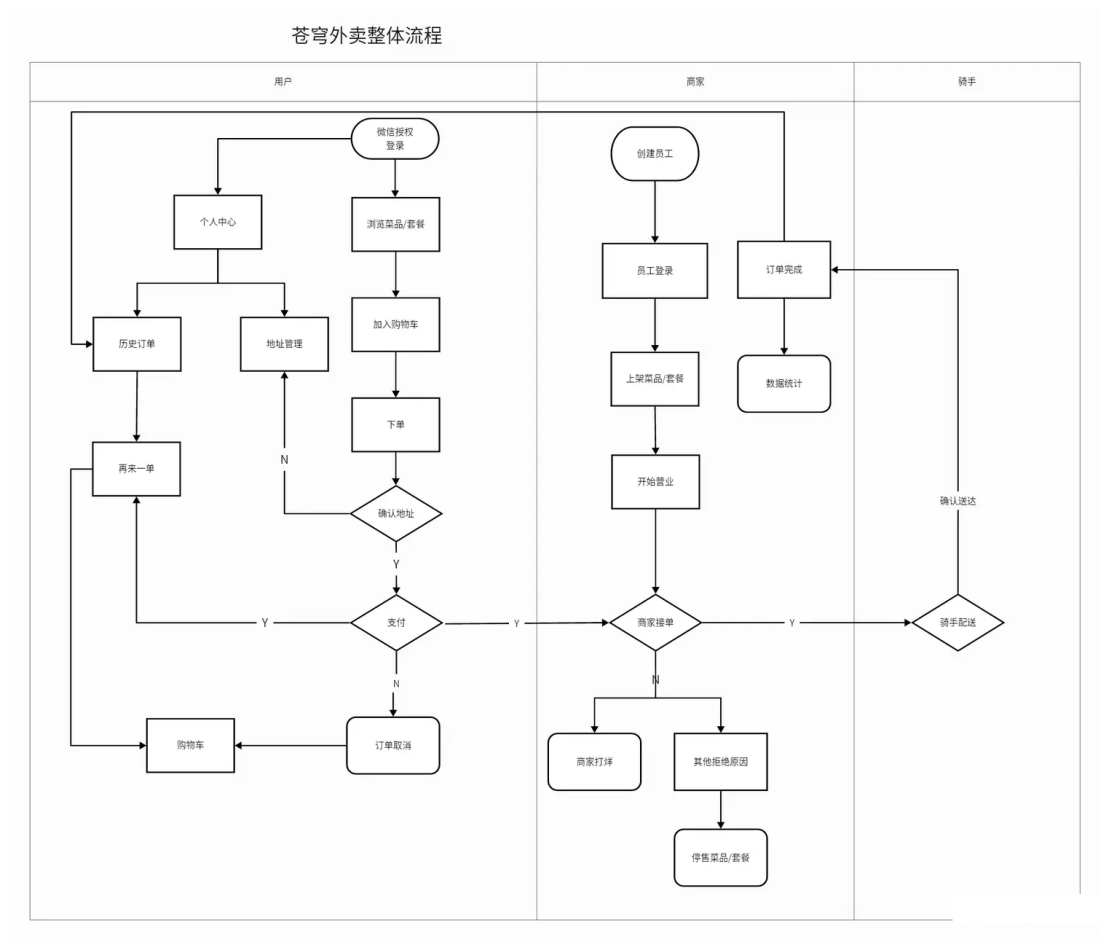 苍穹外卖整体流程
用户
商家
骑手
微信授权
登录
创建员工
个人中心
浏览菜品/套餐
员工登录
订单完成
加入购物车
历史订单
地址管理
上架菜品/套餐
数据统计
下单
N
再来一单
开始营业
确认送达
确认地址
Y
Y
支付
Y
商家接单
Y
骑手配送
N
N
购物车
订单取消
商家打烊
其他拒绝原因
停售菜品/套餐